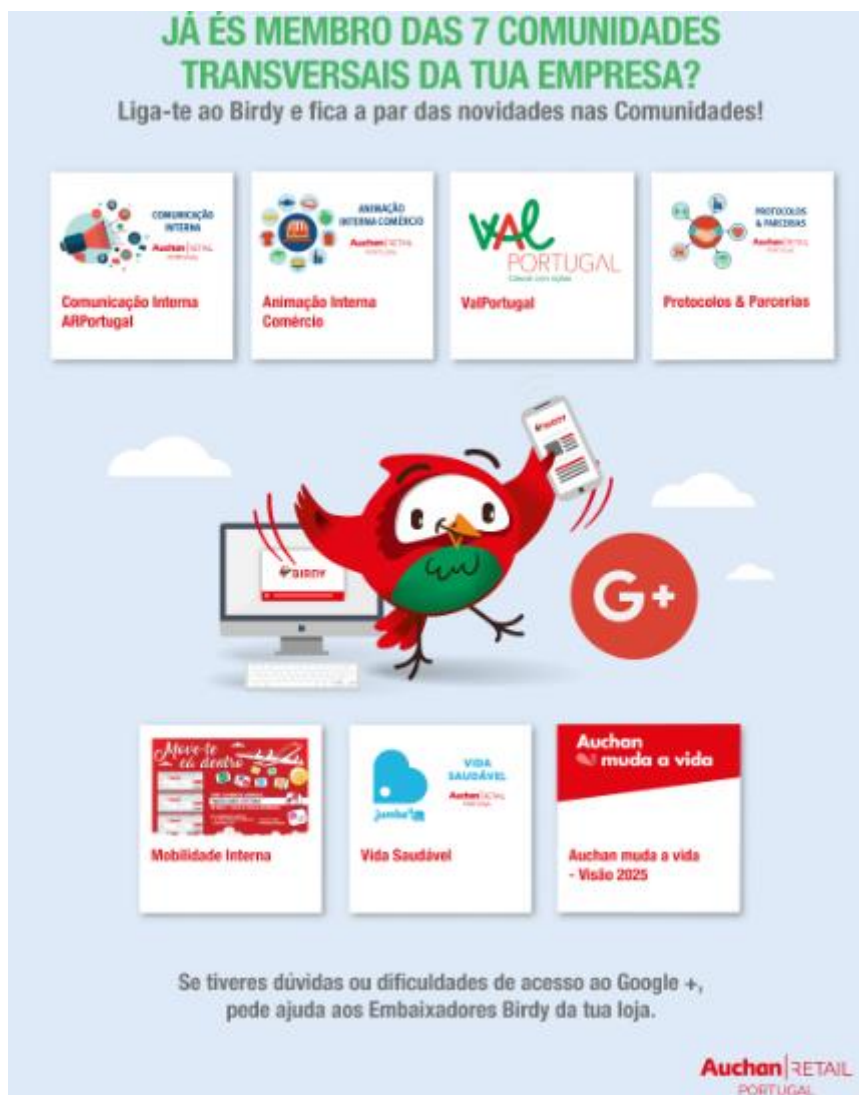 JÁ ÉS MEMBRO DAS 7 COMUNIDADES
TRANSVERSAIS DA TUA EMPRESA?
Liga-te ao Birdy e fica a par das novidades nas Comunidades!
COMUNICAÇÃO
INTERNA
Auchan RETAIL
PORTUGAL
Comunicação Interna
ARPortugal
ANIMAÇÃO
INTERNA COMÉRCIO
Auchan RETAIL
PORTUGAL
Animação Interna
Comércio
VAL
PORTUGAL
ValPortugal
PROTOCOLOS
& PARCERIAS
Auchan RETAIL
PORTUGAL
Protocolos & Parcerias
BIRDY
BIRDY
G+
Move-te
cá dentro
Mobilidade Interna
VIDA
SAUDÁVEL
Auchan RETAIL
PORTUGAL
jumbo
Vida Saudável
Auchan
muda a vida
Auchan muda a vida
- Visão 2025
Se tiveres dúvidas ou dificuldades de acesso ao Google +,
pede ajuda aos Embaixadores Birdy da tua loja.
Auchan RETAIL
PORTUGAL